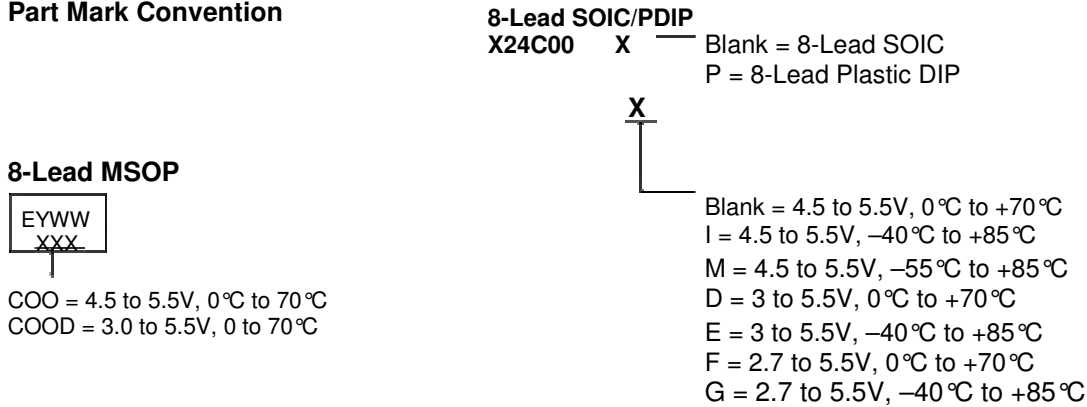 Part Mark Convention
8-Lead MSOP
EYWW
XXX
COO = 4.5 to 5.5V, 0°C to 70°C
COOD = 3.0 to 5.5V, 0 to 70°C
8-Lead SOIC/PDIP
X24C00 X
Blank = 8-Lead SOIC
P = 8-Lead Plastic DIP
X
Blank = 4.5 to 5.5V, 0°C to +70°C
I = 4.5 to 5.5V, –40°C to +85°C
M = 4.5 to 5.5V, –55°C to +85°C
D = 3 to 5.5V, 0°C to +70°C
E = 3 to 5.5V, –40°C to +85°C
F = 2.7 to 5.5V, 0°C to +70°C
G = 2.7 to 5.5V, –40°C to +85°C